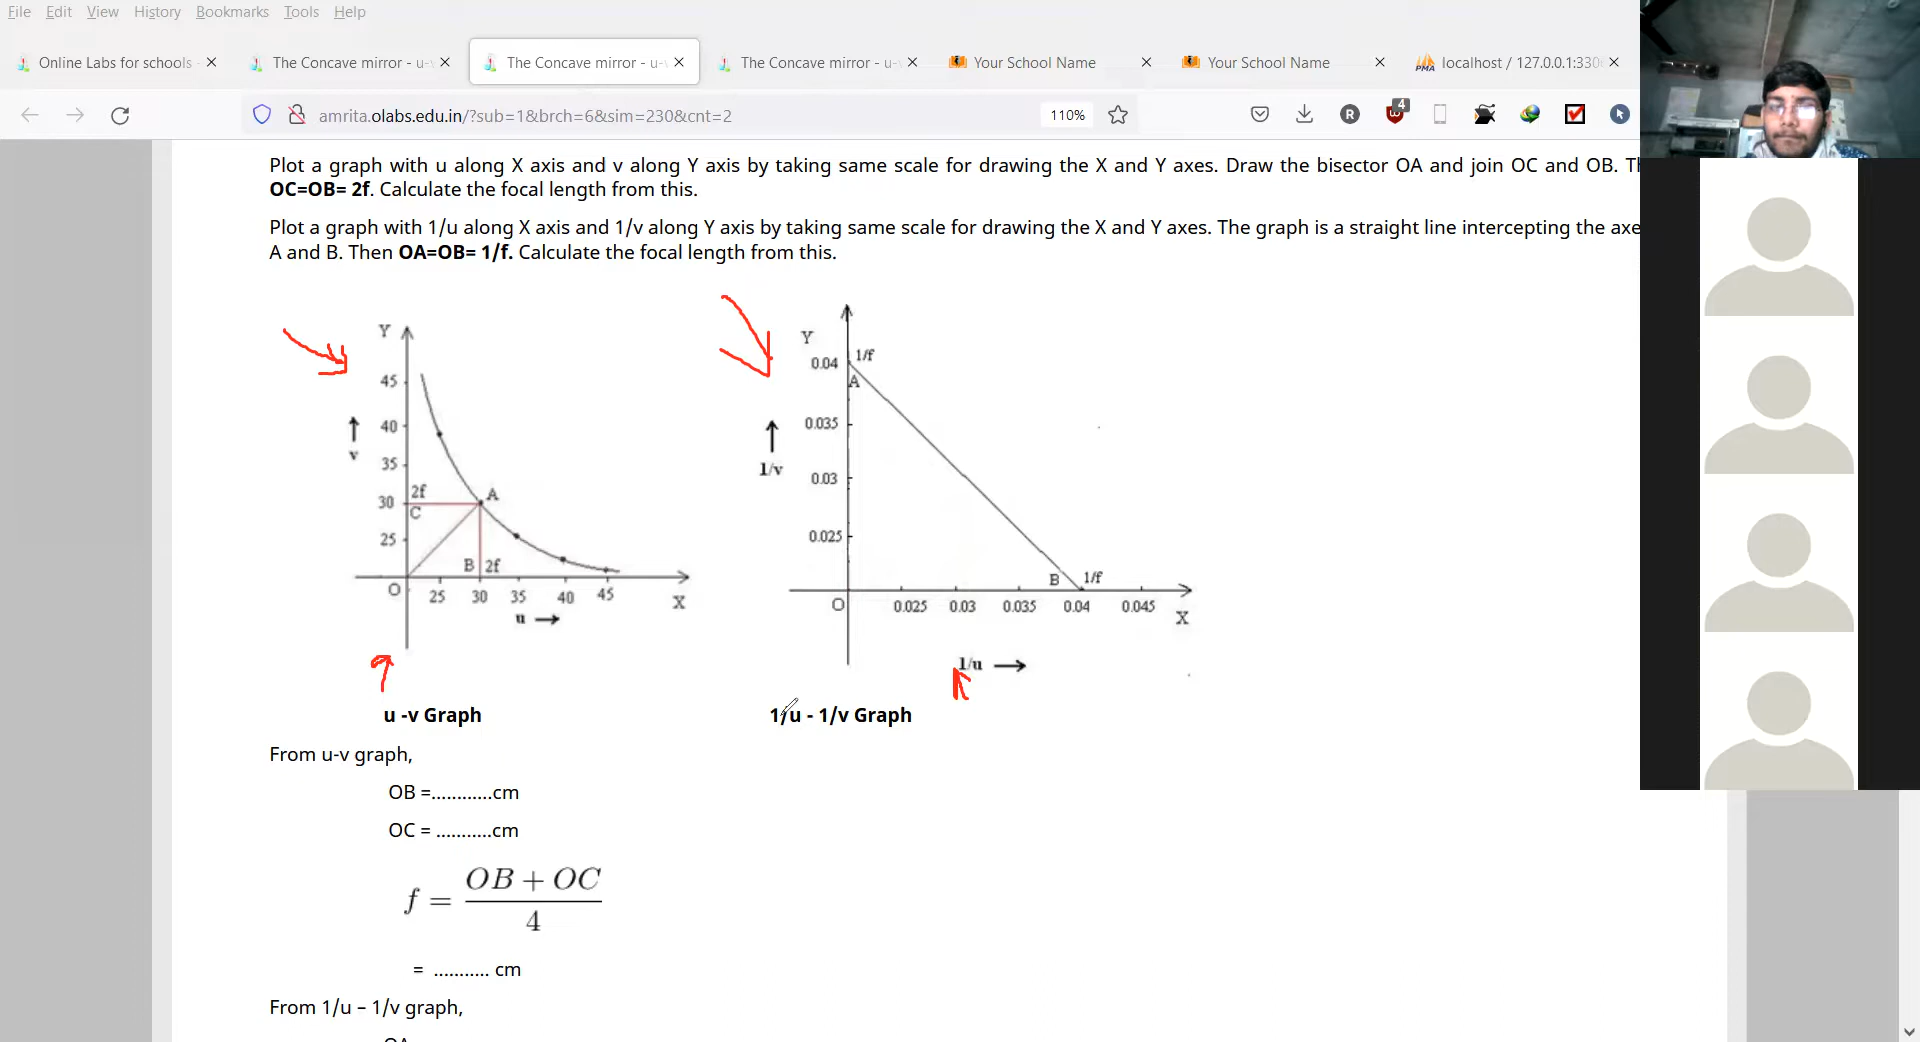 File Edit View History Bookmarks Tools Help
Online Labs for schools - The Concave mirror - u- The Concave mirror - u- The Concave mirror - u- Your School Name Your School Name localhost / 127.0.0.1:330
amrita.olabs.edu.in/?sub=1&brch=6&sim=230&cnt=2 110% R 4
Plot a graph with u along X axis and v along Y axis by taking same scale for drawing the X and Y axes. Draw the bisector OA and join OC and OB.
OC=OB= 2f. Calculate the focal length from this.
Plot a graph with 1/u along X axis and 1/v along Y axis by taking same scale for drawing the X and Y axes. The graph is a straight line intercepting the
A and B. Then OA=OB= 1/f. Calculate the focal length from this.
Y
45
40
v
35
2f
30
C
A
25
B 2f
O 25 30 35 40 45 X
u
Y
1/f
0.04
A
0.035
1/v
0.03
0.025
B 1/f
O 0.025 0.03 0.035 0.04 0.045 X
1/u
u -v Graph
1/u - 1/v Graph
From u-v graph,
OB =............cm
OC = ...........cm
f = OB + OC
4
= ........... cm
From 1/u – 1/v graph,